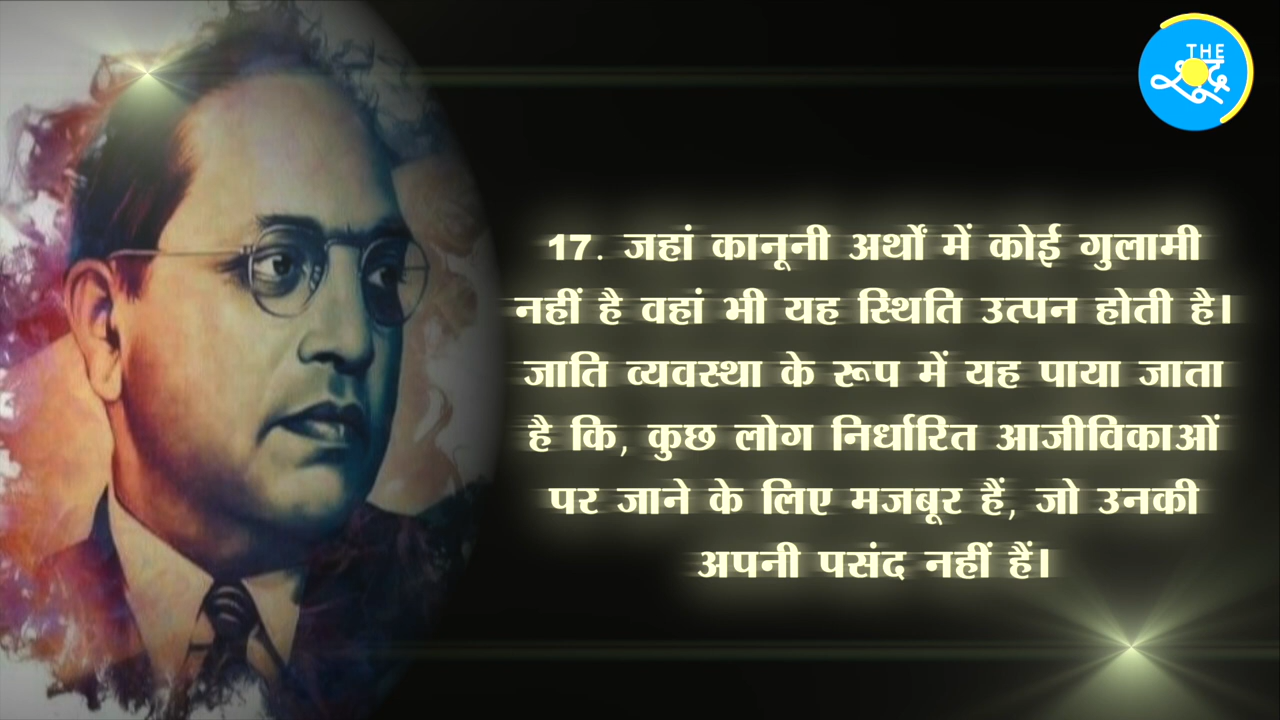 THE
शूद्र
17. जहां कानूनी अर्थों में कोई गुलामी
नहीं है वहां भी यह स्थिति उत्पन होती है।
जाति व्यवस्था के रूप में यह पाया जाता
है कि, कुछ लोग निर्धारित आजीविकाओं
पर जाने के लिए मजबूर हैं, जो उनकी
अपनी पसंद नहीं हैं।